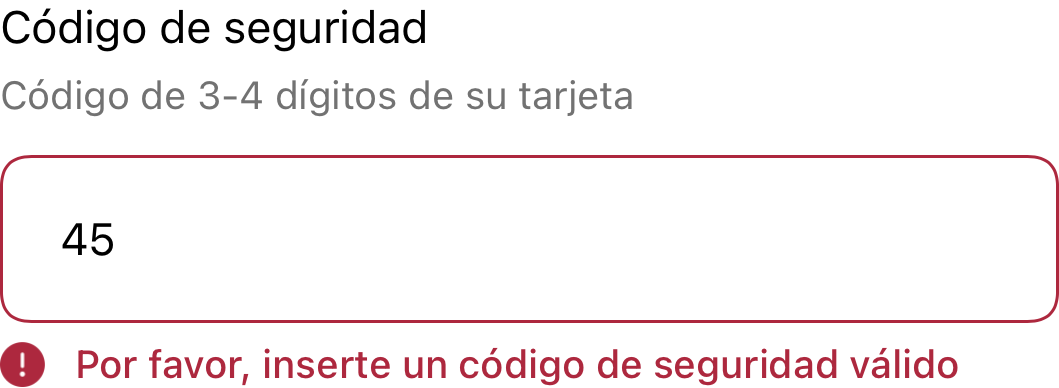 Código de seguridad
Código de 3-4 dígitos de su tarjeta
45
Por favor, inserte un código de seguridad válido